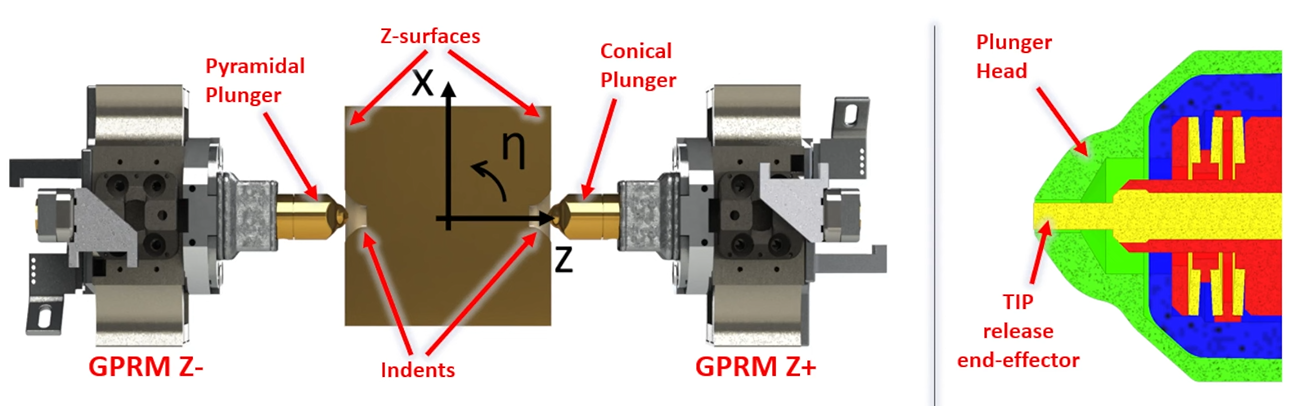 Z-surfaces
Pyramidal
Plunger
X
Conical
Plunger
η
Z
GPRM Z-
Indents
GPRM Z+
Plunger
Head
TIP
release
end-effector